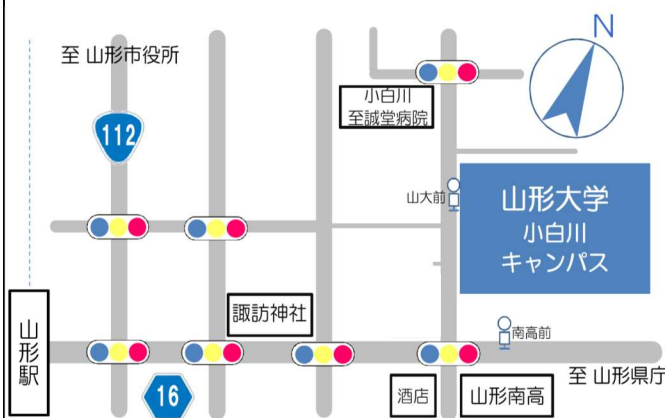 N
至 山形市役所
小白川
至誠堂病院
112
山大前
山形大学
小白川
キャンパス
諏訪神社
山形駅
南高前
至 山形県庁
16
酒店
山形南高